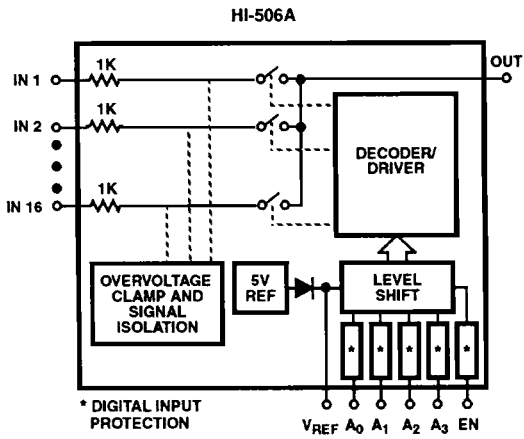 HI-506A
1K
IN 1
OUT
1K
IN 2
DECODER/
DRIVER
1K
IN 16
OVERVOLTAGE
CLAMP AND
SIGNAL
ISOLATION
5V
REF
LEVEL
SHIFT
* * * * *
* DIGITAL INPUT
PROTECTION
VREF A0 A1 A2 A3 EN